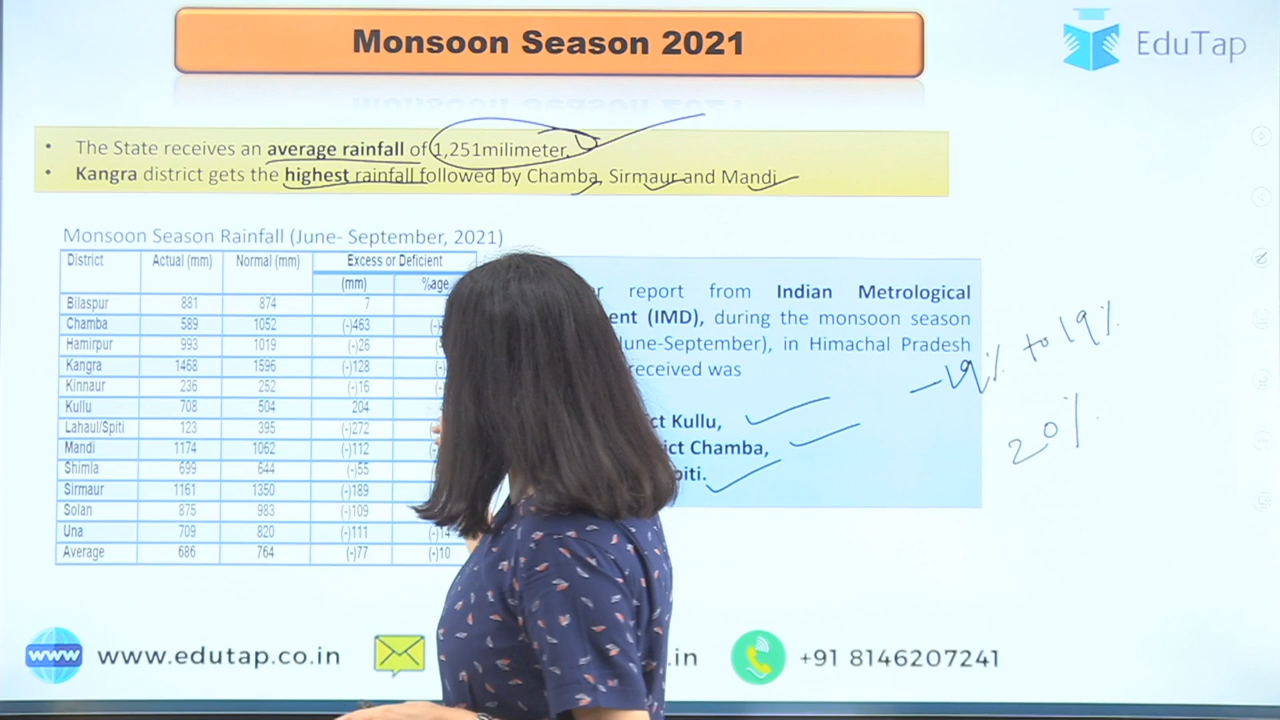 Monsoon Season 2021
EduTap
• The State receives an average rainfall of 1,251milimeter.
• Kangra district gets the highest rainfall followed by Chamba, Sirmaur and Mandi
Monsoon Season Rainfall (June- September, 2021)
District Actual (mm) Normal (mm) Excess or Deficient
(mm) %age
Bilaspur 881 874 7
Chamba 589 1052 (-)463 (-)
Hamirpur 993 1019 (-)26
Kangra 1468 1596 (-)128
Kinnaur 236 252 (-)16
Kullu 708 504 204
Lahaul/Spiti 123 395 (-)272
Mandi 1174 1062 (-)112
Shimla 699 644 (-)55
Sirmaur 1161 1350 (-)189
Solan 875 983 (-)109
Una 709 820 (-)111 (-)14
Average 686 764 (-)77 (-)10
report from Indian Metrological
(IMD), during the monsoon season
June-September), in Himachal Pradesh
received was
Kullu,
Chamba,
-19% to 19%
20%
www www.edutap.co.in .in +91 8146207241